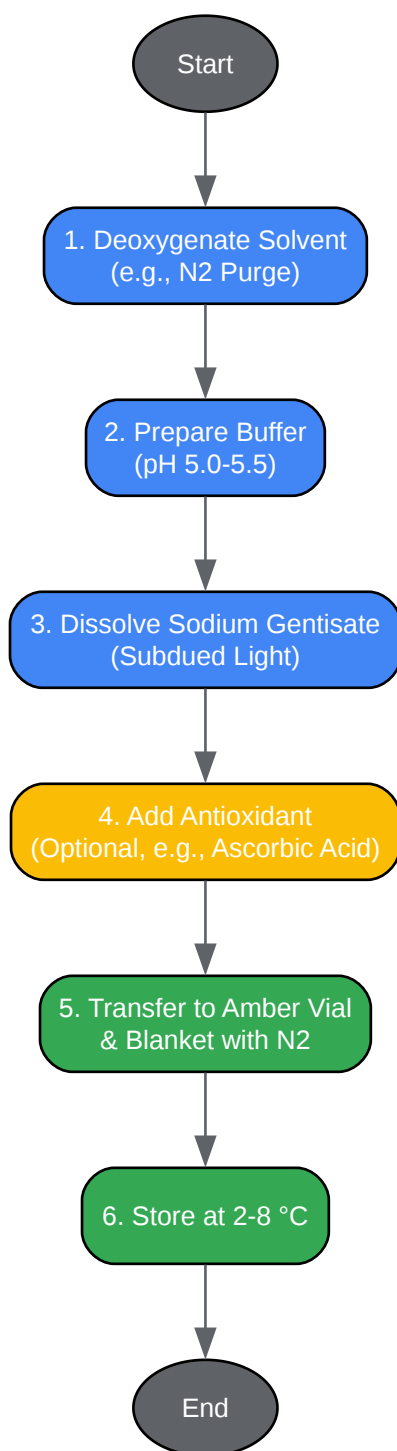 Start
1. Deoxygenate Solvent
(e.g., N2 Purge)
2. Prepare Buffer
(pH 5.0-5.5)
3. Dissolve Sodium Gentisate
(Subdued Light)
4. Add Antioxidant
(Optional, e.g., Ascorbic Acid)
5. Transfer to Amber Vial
& Blanket with N2
6. Store at 2-8 °C
End